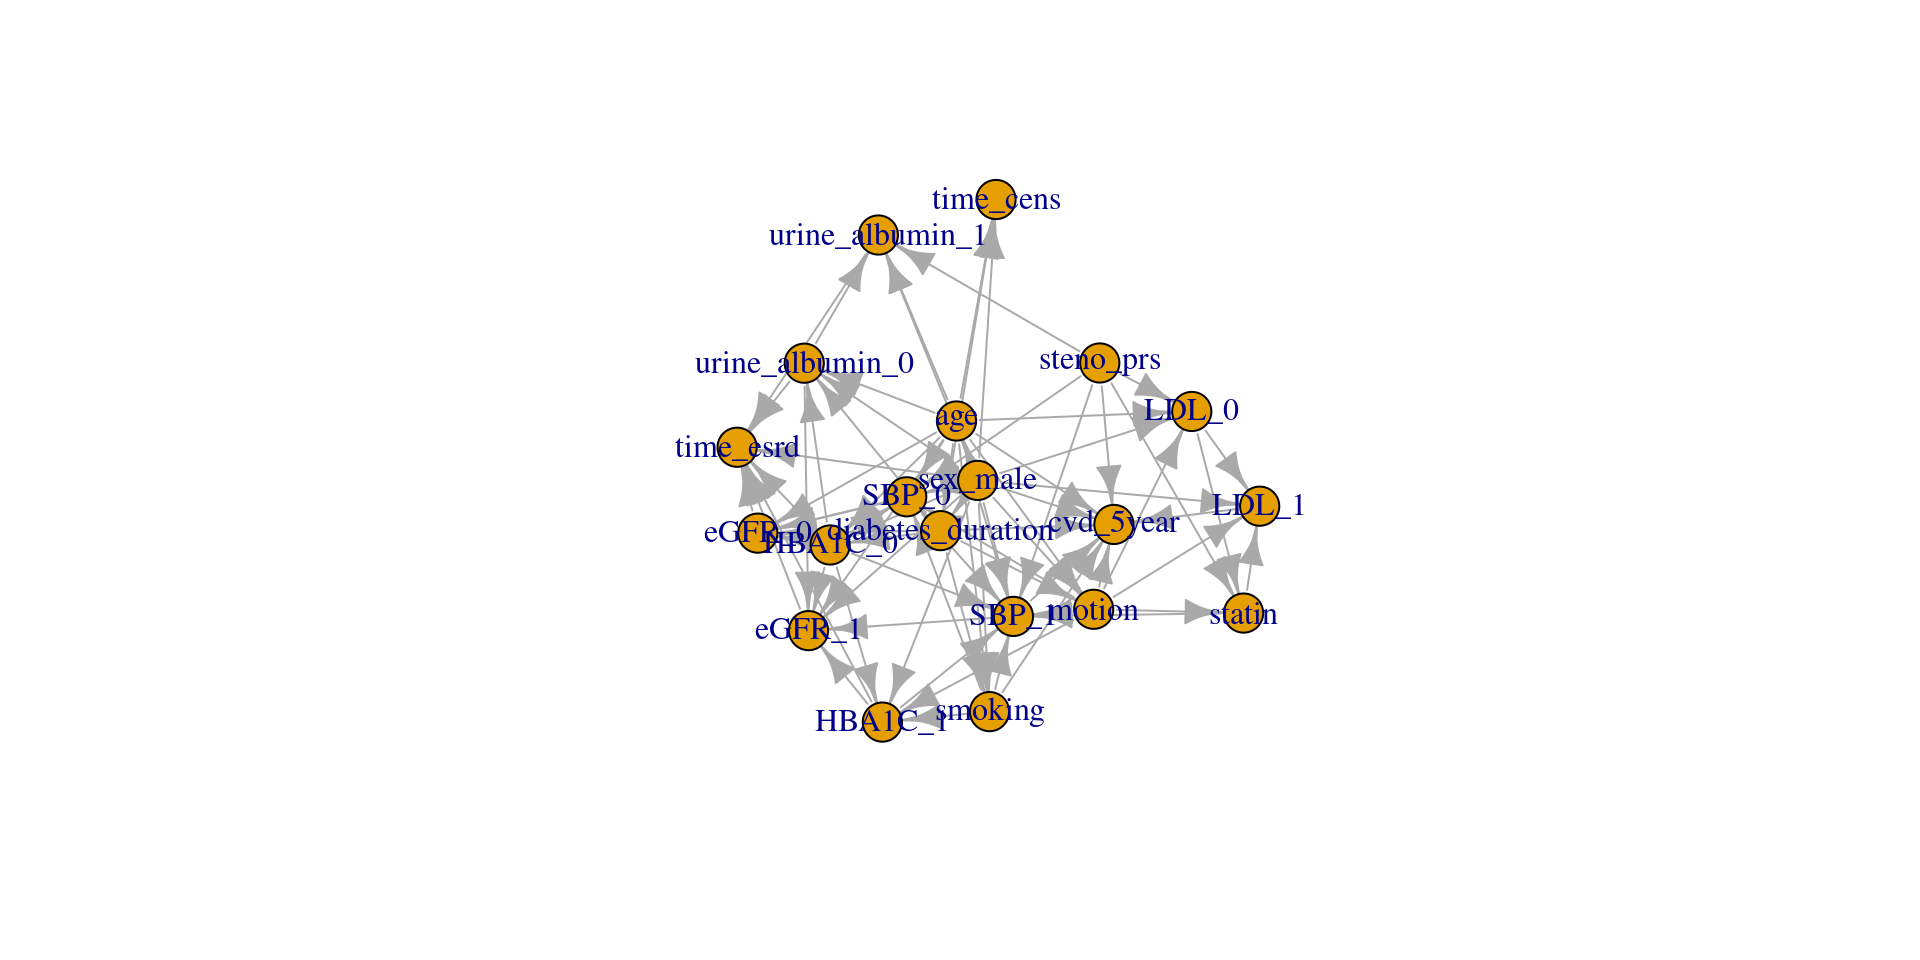 time_cens
urine_albumin_1
urine_albumin_0
steno_prs
age
LDL_0
time_esrd
sex_male
SBP_0
LDL_1
eGFR_0
diabetes_duration
cvd_5year
HBA1C_0
SBP_1
motion
statin
eGFR_1
HBA1C_1
smoking